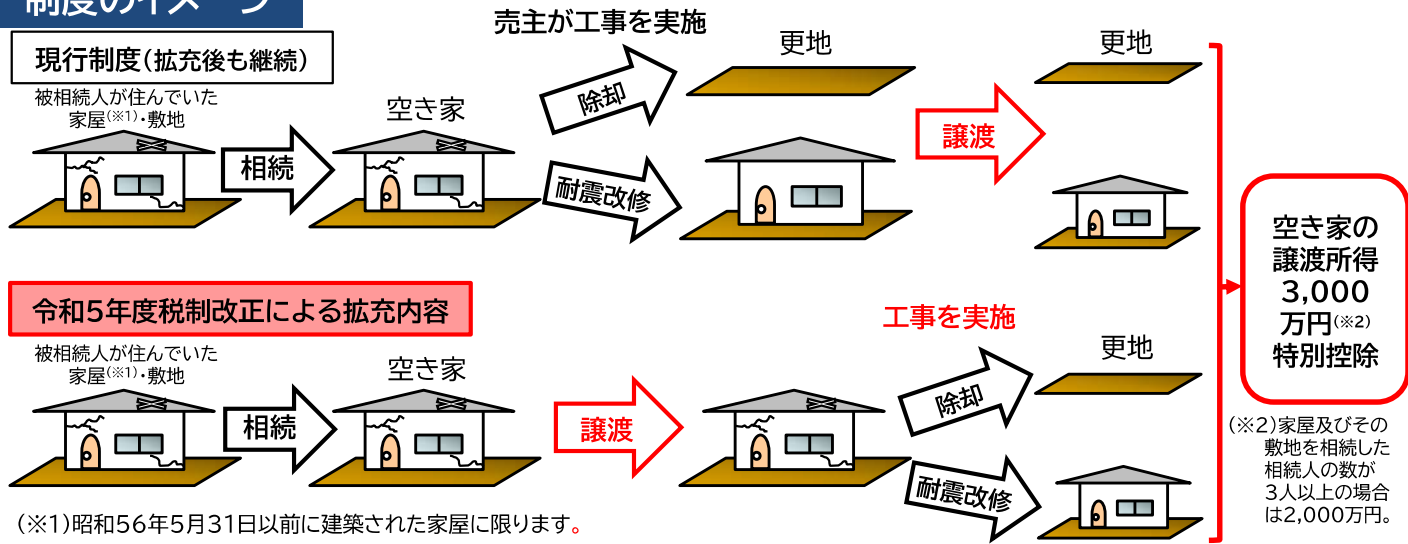 制度のイメージ
売主が工事を実施
現行制度(拡充後も継続)
被相続人が住んでいた
家屋(※1)・敷地
相続
空き家
除却
耐震改修
更地
譲渡
更地
令和5年度税制改正による拡充内容
被相続人が住んでいた
家屋(※1)・敷地
相続
空き家
譲渡
工事を実施
除却
耐震改修
更地
空き家の
譲渡所得
3,000
万円(※2)
特別控除
(※2)家屋及びその
敷地を相続した
相続人の数が
3人以上の場合
は2,000万円。
(※1)昭和56年5月31日以前に建築された家屋に限ります。